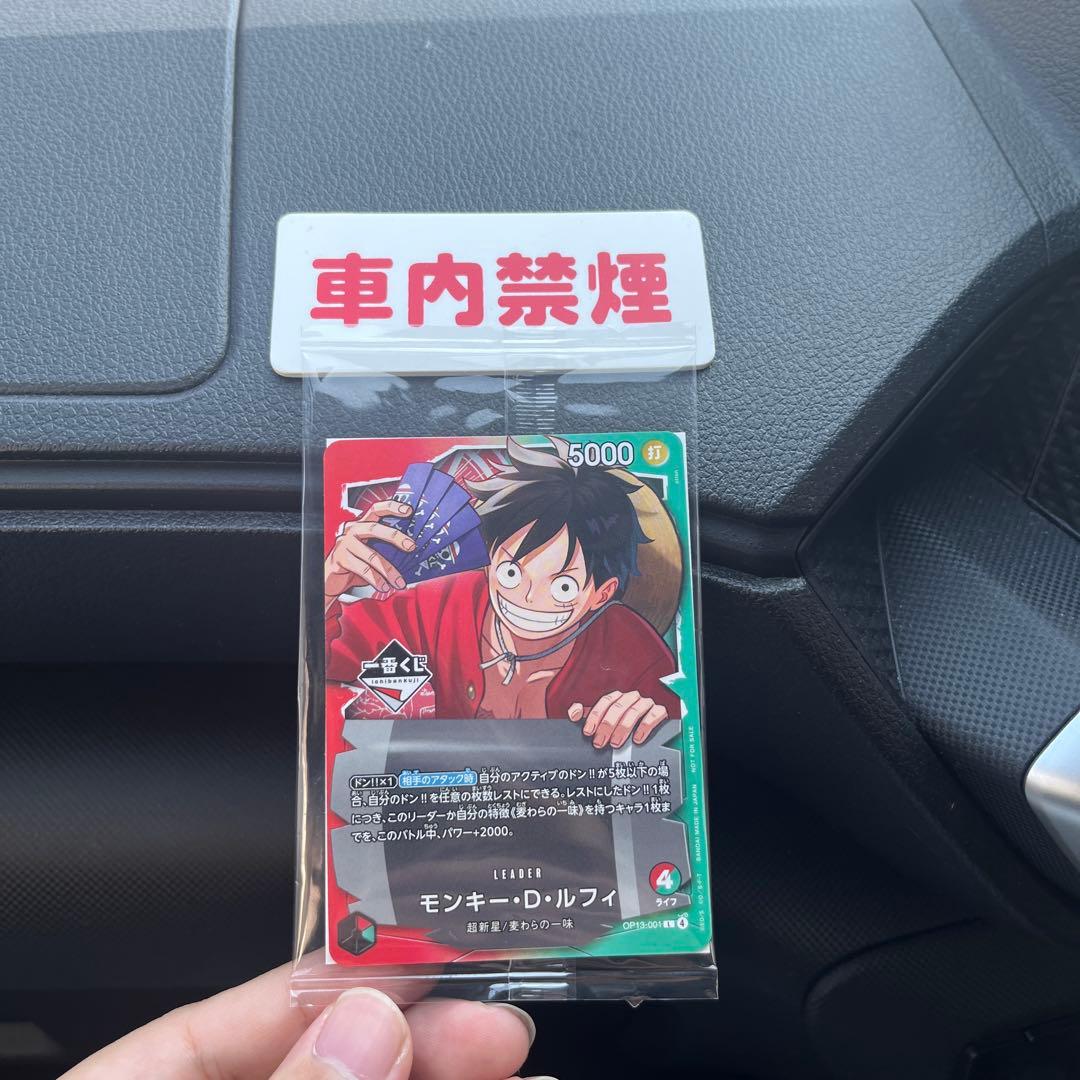 車内禁煙
5000 打
一番くじ
ichiban KUJI
ドン!!×1 相手のアタック時 自分のアクティブのドン!!が5枚以下の場
合、自分のドン!!を任意の枚数レストにできる。レストにしたドン!!1枚
につき、このリーダーか自分の特徴《麦わらの一味》を持つキャラ1枚ま
でを、このバトル中、パワー+2000。
LEADER
モンキー・D・ルフィ
超新星/麦わらの一味
4
ライフ
OP13-001 L 4
BANDAI MADE IN JAPAN NOT FOR SALE